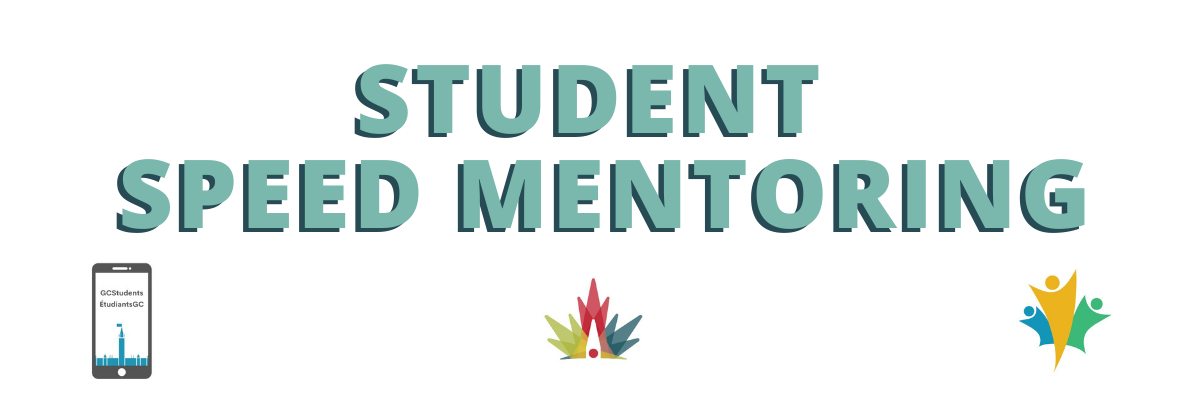 STUDENT
SPEED MENTORING
GCStudents
ÉtudiantsGC